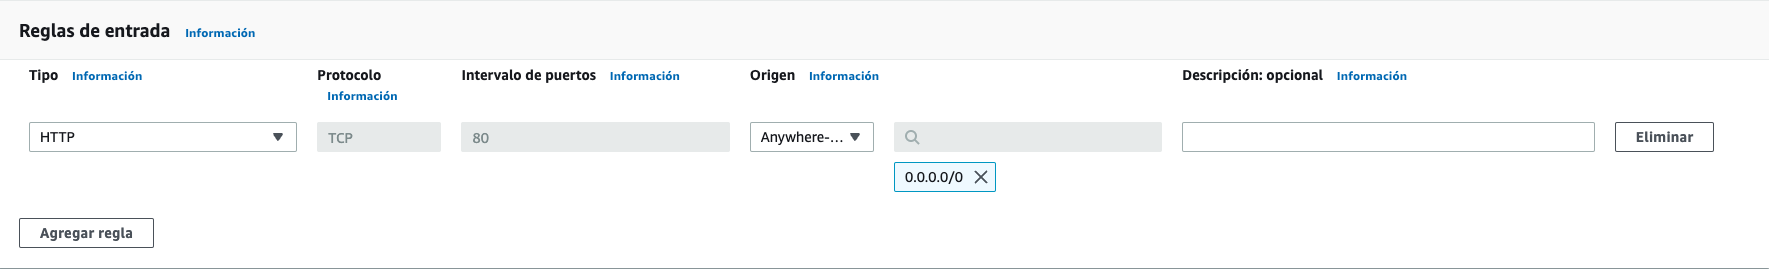 Reglas de entrada Información
Tipo Información Protocolo Información Intervalo de puertos Información Origen Información Descripción: opcional Información
HTTP TCP 80 Anywhere-... Eliminar
0.0.0.0/0
Agregar regla